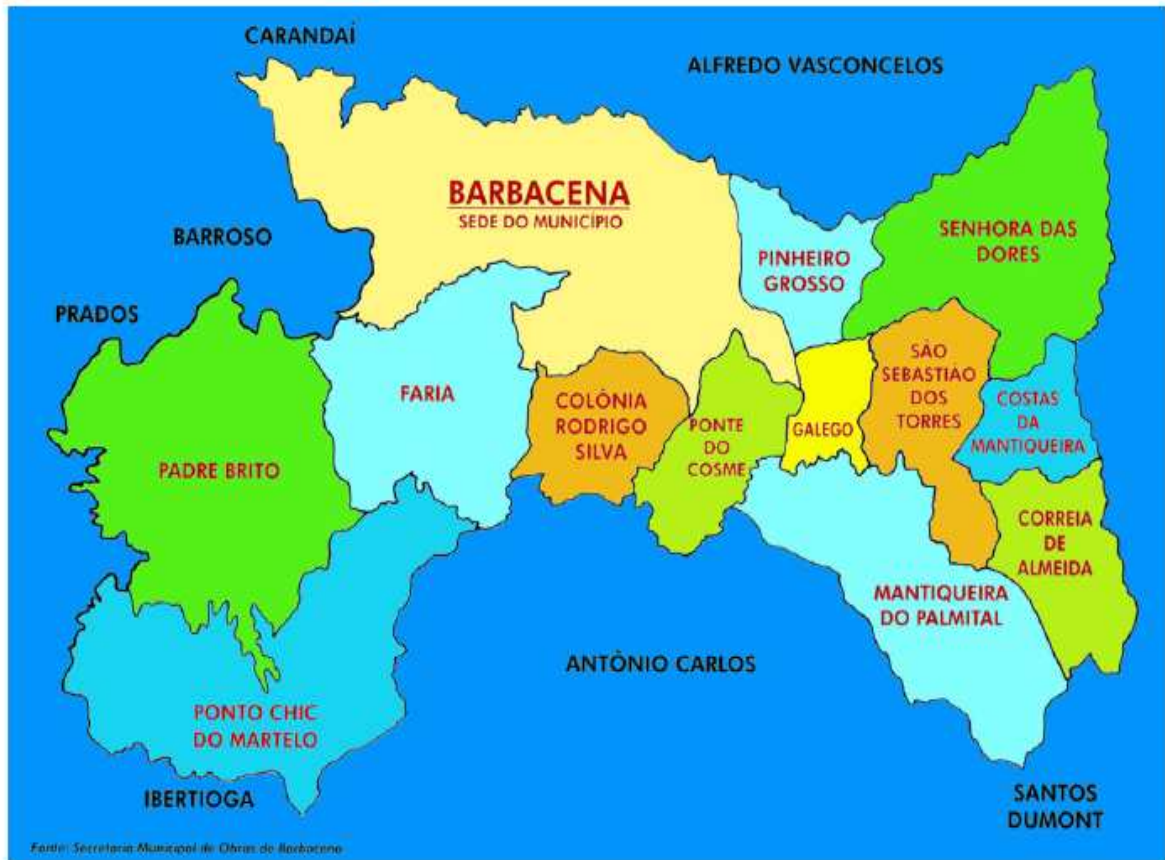 CARANDAÍ
ALFREDO VASCONCELOS
BARBACENA
SEDE DO MUNICÍPIO
BARROSO
PINHEIRO
GROSSO
SENHORA DAS
DORES
PRADOS
FARIA
COLÔNIA
RODRIGO
SILVA
PONTE
DO
COSME
GALEGO
SÃO
SEBASTIÃO
DOS
TORRES
COSTAS
DA
MANTIQUEIRA
PADRE BRITO
CORREIA
DE
ALMEIDA
MANTIQUEIRA
DO PALMITAL
ANTÔNIO CARLOS
PONTO CHIC
DO MARTELO
IBERTIOGA
SANTOS
DUMONT
Fonte: Secretaria Municipal de Obras de Barbacena